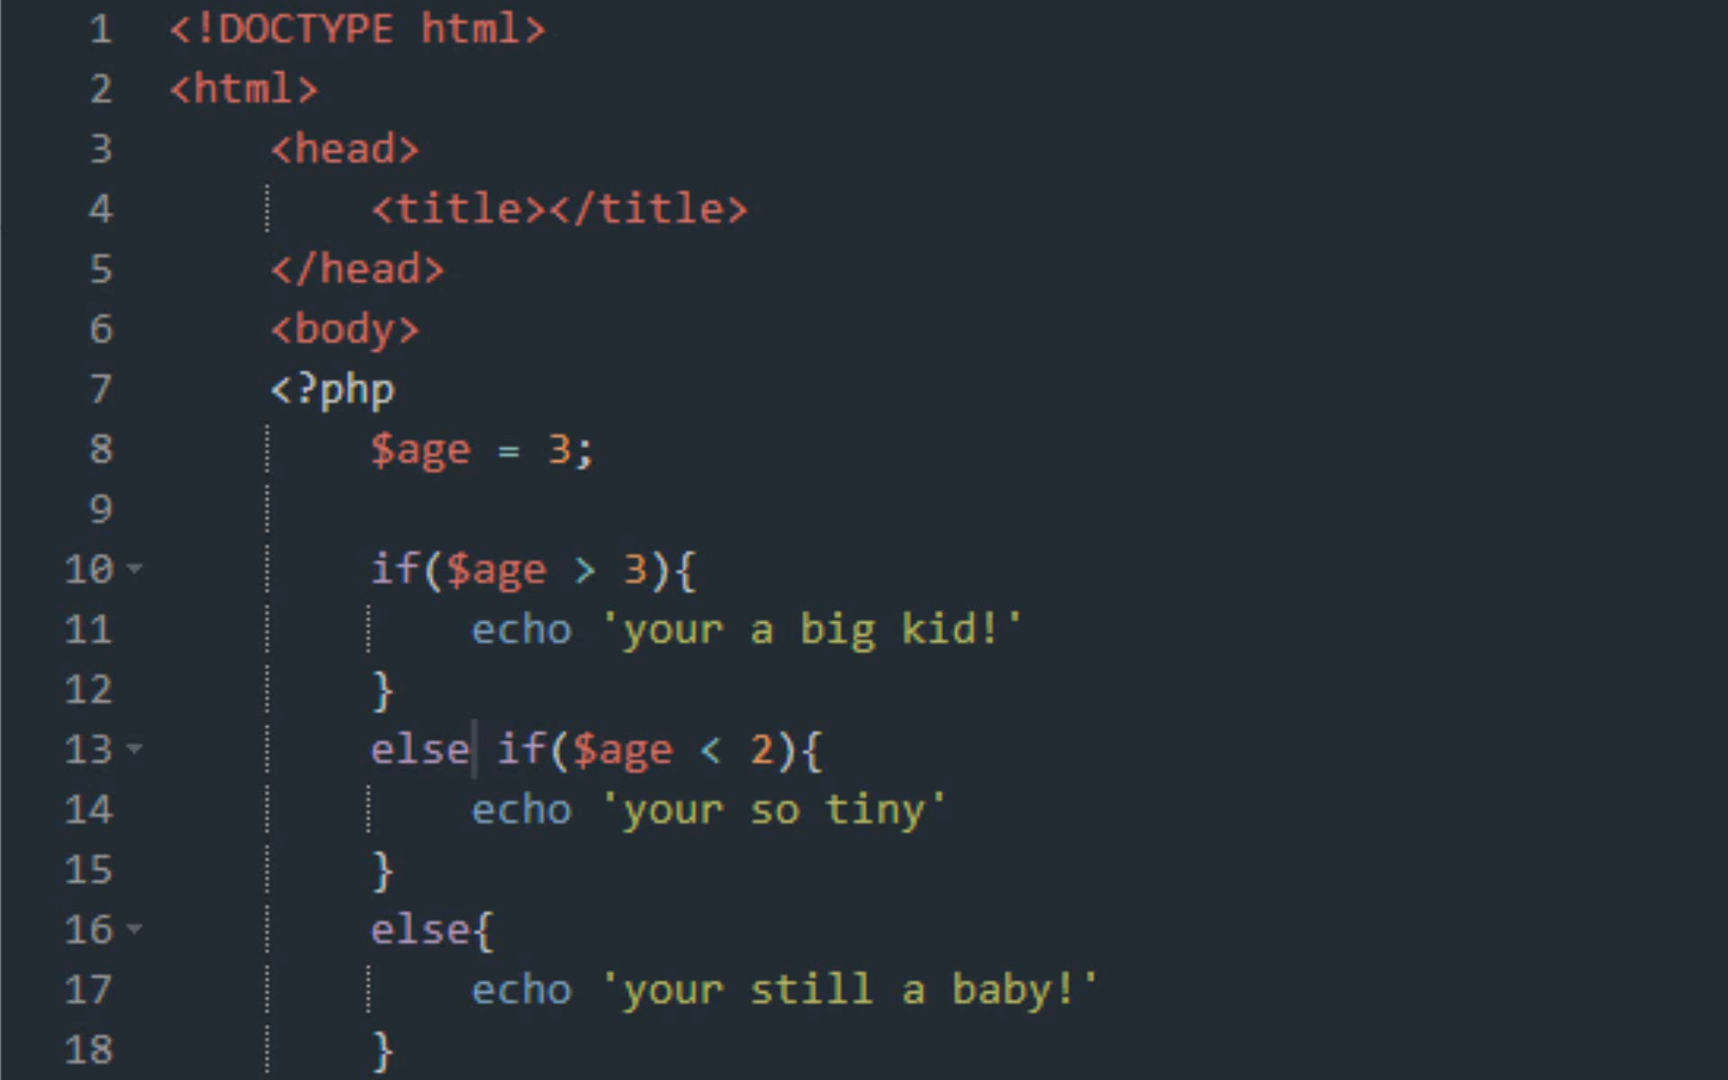 1 <!DOCTYPE html>
2 <html>
3 <head>
4 <title></title>
5 </head>
6 <body>
7 <?php
8 $age = 3;
9
10 if($age > 3){
11 echo 'your a big kid!'
12 }
13 else if($age < 2){
14 echo 'your so tiny'
15 }
16 else{
17 echo 'your still a baby!'
18 }